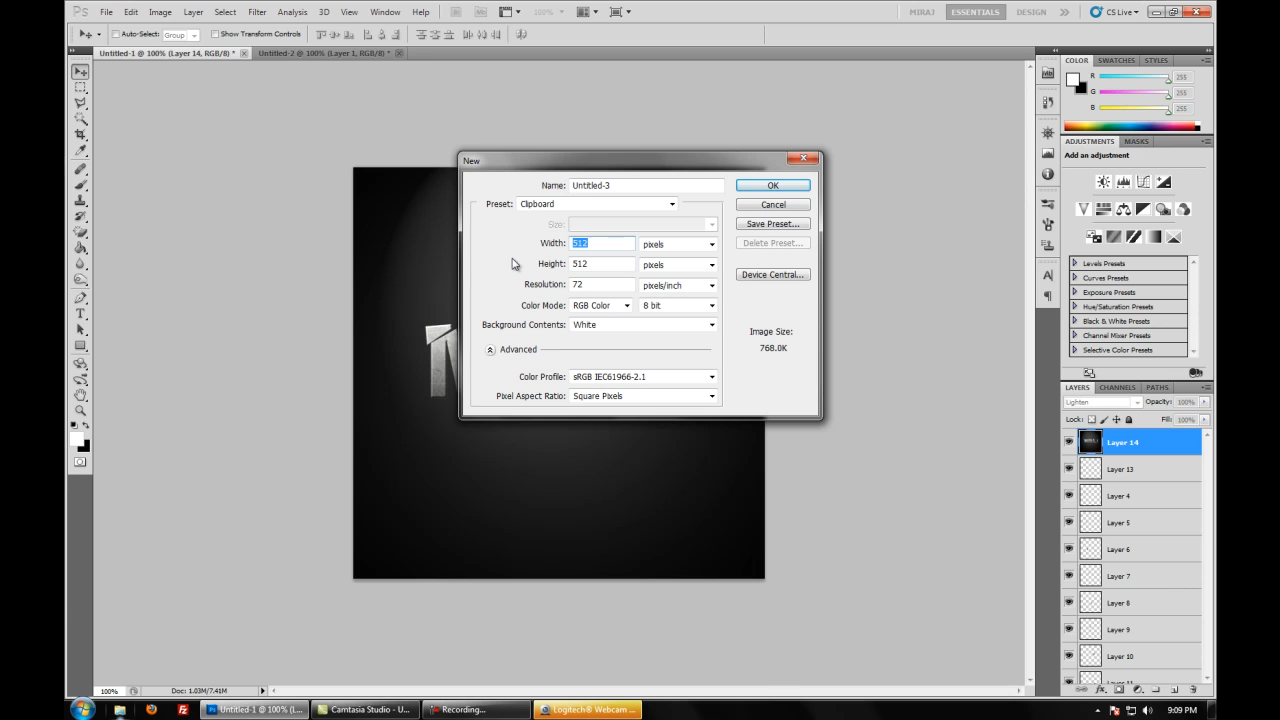 Ps File Edit Image Layer Select Filter Analysis 3D View Window Help Br Mb 100% MIRAJ ESSENTIALS DESIGN CS Live
Auto-Select: Group Show Transform Controls
Untitled-1 @ 100% (Layer 14, RGB/8) * Untitled-2 @ 100% (Layer 1, RGB/8) *
COLOR SWATCHES STYLES
R 255
G 255
B 255
ADJUSTMENTS MASKS
Add an adjustment
Levels Presets
Curves Presets
Exposure Presets
Hue/Saturation Presets
Black & White Presets
Channel Mixer Presets
Selective Color Presets
LAYERS CHANNELS PATHS
Lighten Opacity: 100%
Lock: Fill: 100%
Layer 14
Layer 13
Layer 4
Layer 5
Layer 6
Layer 7
Layer 8
Layer 9
Layer 10
Layer 11
New
Name: Untitled-3
Preset: Clipboard
Size:
Width: 512 pixels
Height: 512 pixels
Resolution: 72 pixels/inch
Color Mode: RGB Color 8 bit
Background Contents: White
Advanced
Color Profile: sRGB IEC61966-2.1
Pixel Aspect Ratio: Square Pixels
OK
Cancel
Save Preset...
Delete Preset...
Device Central...
Image Size:
768.0K
100% Doc: 1.03M/7.41M
Untitled-1 @ 100% (L... Camtasia Studio - U... Recording... Logitech® Webcam ... 9:09 PM